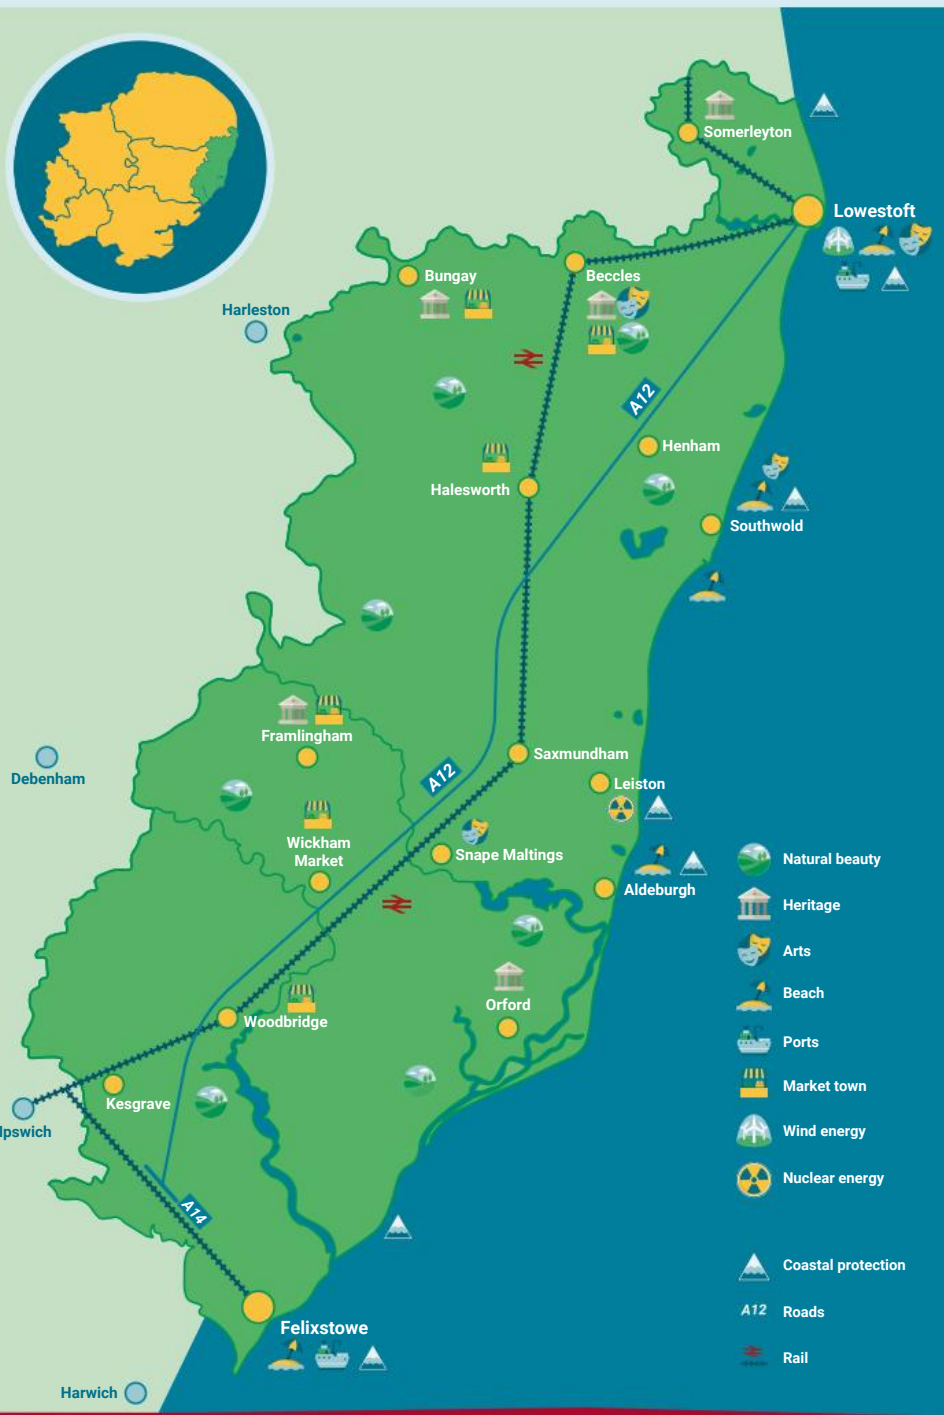 Somerleyton
Lowestoft
Bungay
Beccles
Harleston
A12
Henham
Halesworth
Southwold
Framlingham
Saxmundham
Debenham
A12
Leiston
Wickham
Market
Snape Maltings
Aldeburgh
Orford
Woodbridge
Kesgrave
Ipswich
A14
Felixstowe
Harwich
Natural beauty
Heritage
Arts
Beach
Ports
Market town
Wind energy
Nuclear energy
Coastal protection
A12 Roads
Rail